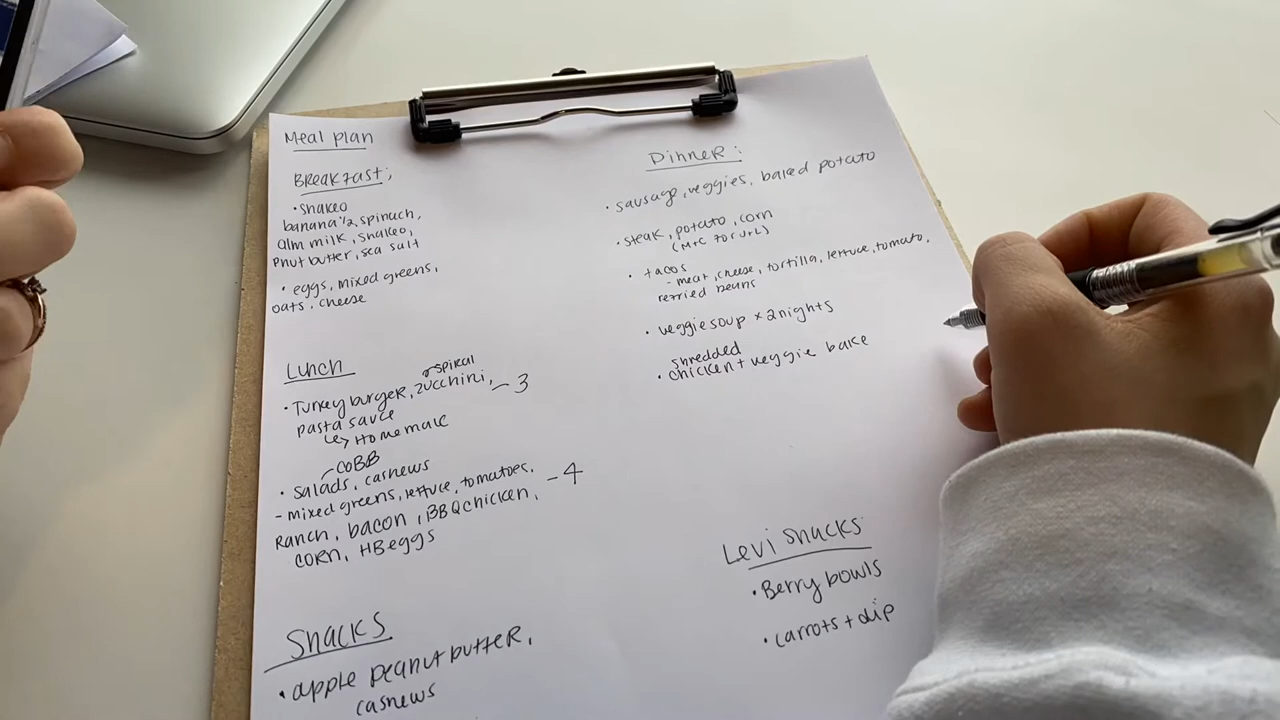 Meal plan
Breakfast:
• shakeo
banana 1/2, spinach,
alm milk, shakeo,
pnut butter, sea salt
• eggs, mixed greens,
oats, cheese
Lunch
spiral
• Turkey burger, zucchini, - 3
pasta sauce
↳ Homemade
- COBB
• salads, cashews
- mixed greens, lettuce, tomatoes,
Ranch, bacon, BBQ chicken, - 4
corn, HB eggs
Snacks
• apple peanut butter,
cashews
Dinner:
• sausage, veggies, baked potato
• steak, potato, corn
• tacos
- meat, cheese, tortilla, lettuce, tomato,
refried beans
• veggie soup x 2 nights
shredded
• chicken + veggie bake
Levi snacks
• Berry bowls
• carrots + dip